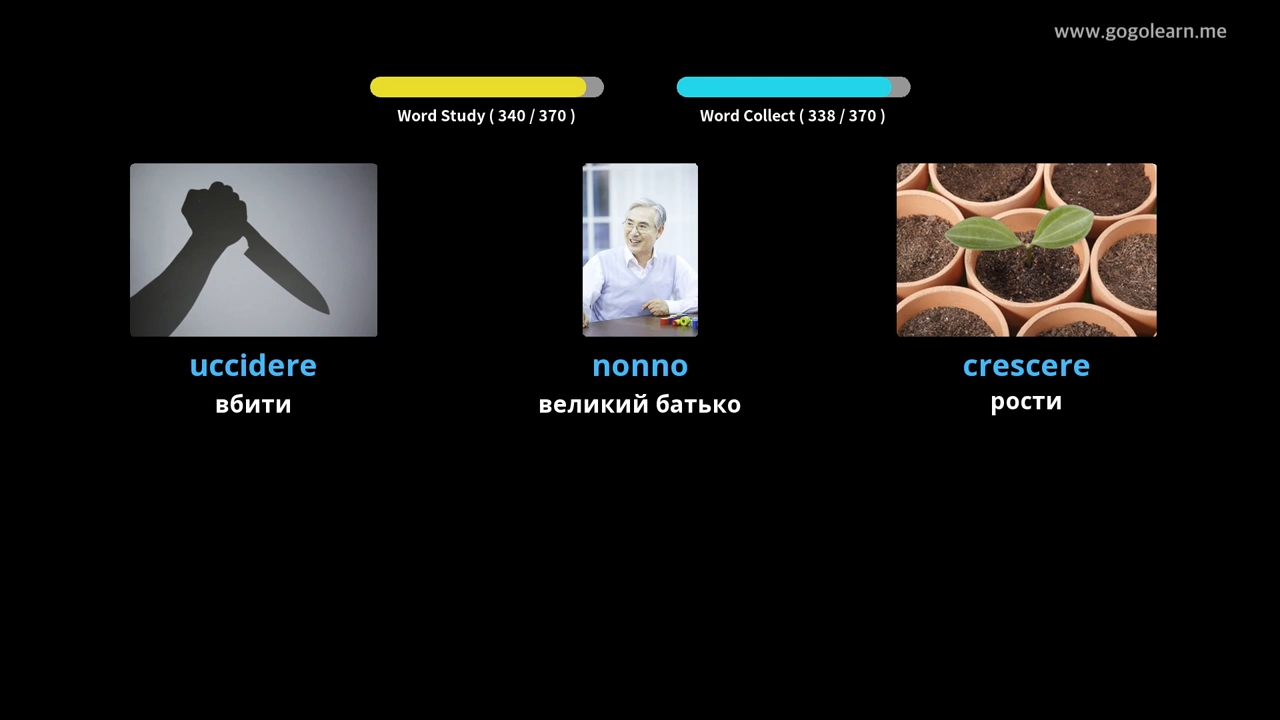 www.gogolearn.me
Word Study ( 340 / 370 )
Word Collect ( 338 / 370 )
uccidere
nonno
crescere
вбити
великий батько
рости